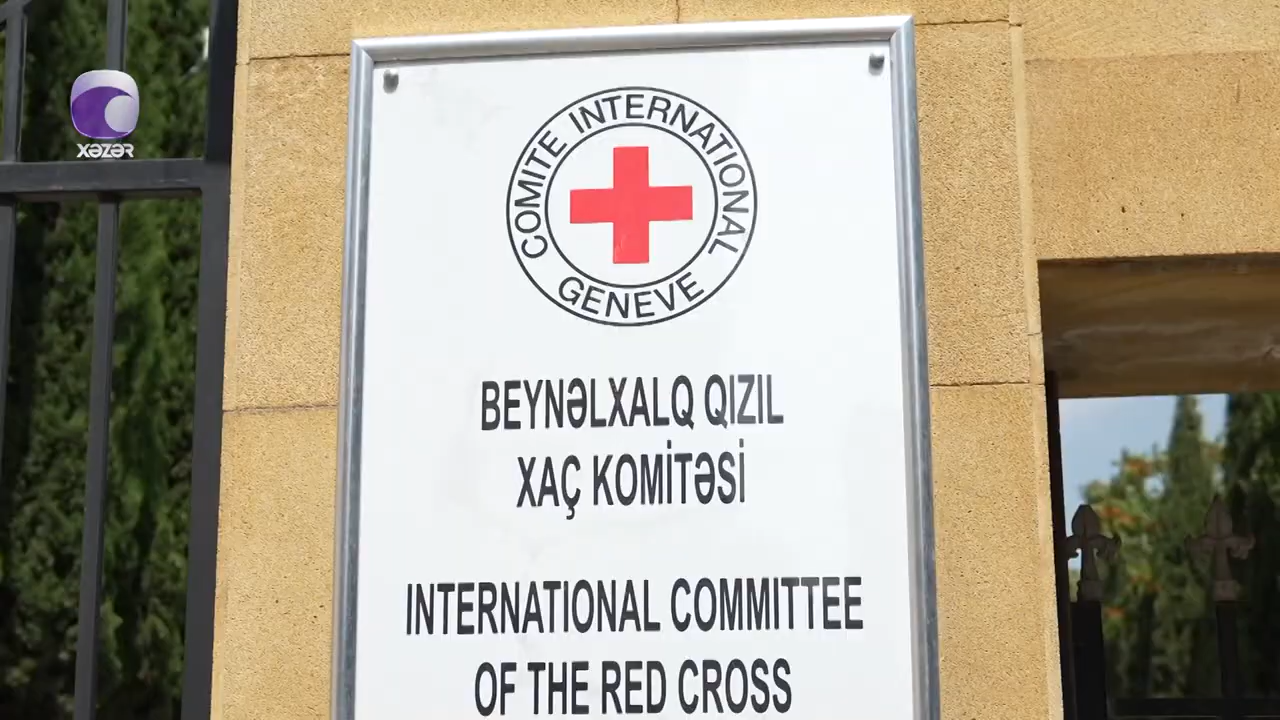 XƏZƏR
COMITE INTERNATIONAL
GENEVE
BEYNƏLXALQ QIZIL
XAÇ KOMİTƏSİ
INTERNATIONAL COMMITTEE
OF THE RED CROSS